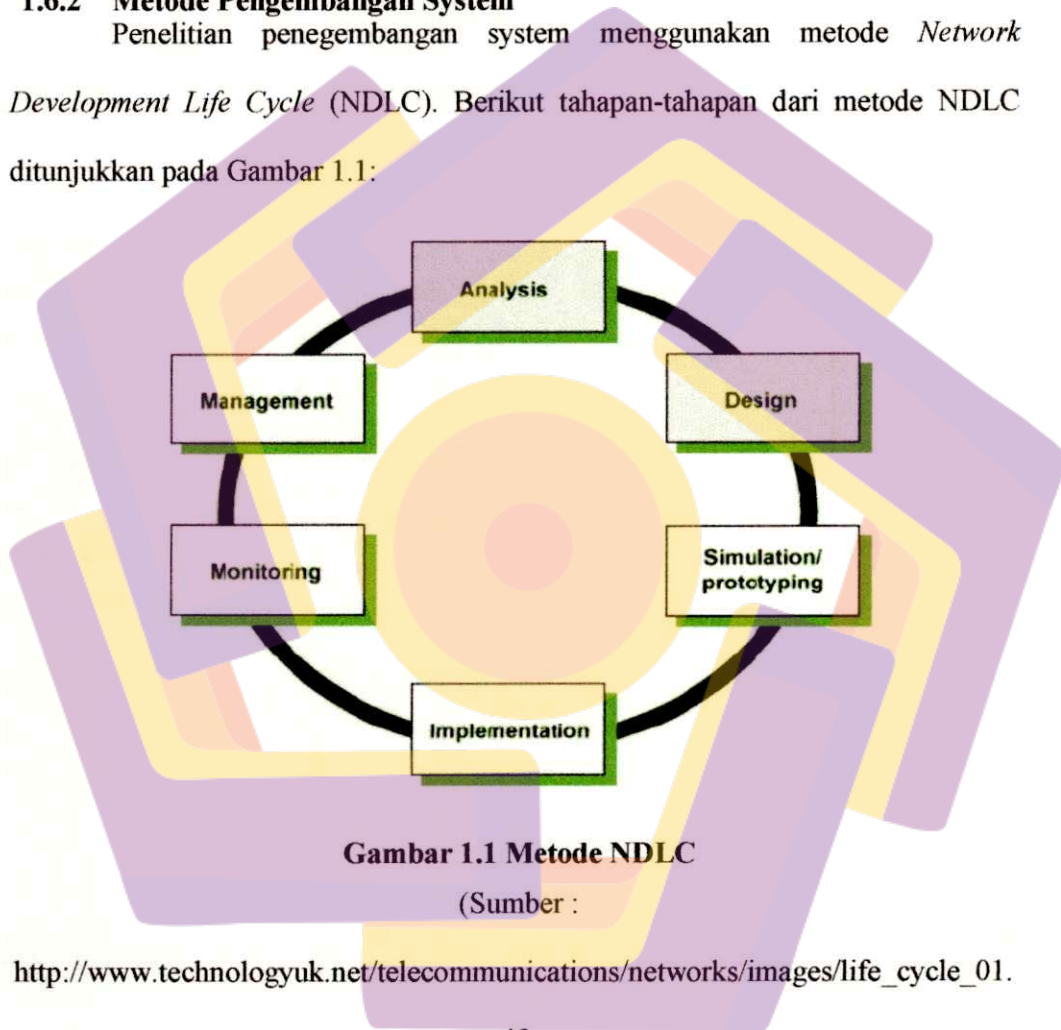 1.6.2 Metode Pengembangan System
Penelitian penegembangan system menggunakan metode Network
Development Life Cycle (NDLC). Berikut tahapan-tahapan dari metode NDLC
ditunjukkan pada Gambar 1.1:
Analysis
Management
Design
Monitoring
Simulation/
prototyping
Implementation
Gambar 1.1 Metode NDLC
(Sumber :
http://www.technologyuk.net/telecommunications/networks/images/life_cycle_01.